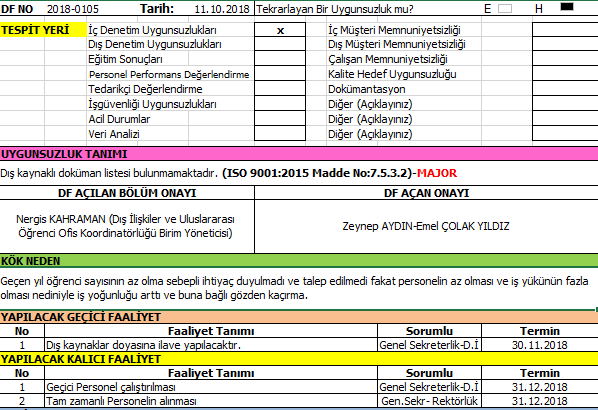 DF NO 2018-0105 Tarih: 11.10.2018 Tekrarlayan Bir Uygunsuzluk mu? E H
TESPİT YERİ İç Denetim Uygunsuzlukları x İç Müşteri Memnuniyetsizliği
Dış Denetim Uygunsuzlukları Dış Müşteri Memnuniyetsizliği
Eğitim Sonuçları Çalışan Memnuniyetsizliği
Personel Performans Değerlendirme Kalite Hedef Uygunsuzluğu
Tedarikçi Değerlendirme Dokümantasyon
İşgüvenliği Uygunsuzlukları Diğer (Açıklayınız)
Acil Durumlar Diğer (Açıklayınız)
Veri Analizi Diğer (Açıklayınız)
UYGUNSUZLUK TANIMI
Dış kaynaklı doküman listesi bulunmamaktadır. (ISO 9001:2015 Madde No:7.5.3.2)-MAJOR
DF AÇILAN BÖLÜM ONAYI DF AÇAN ONAYI
Nergis KAHRAMAN (Dış İlişkiler ve Uluslararası
Öğrenci Ofis Koordinatörlüğü Birim Yöneticisi)
Zeynep AYDIN-Emel ÇOLAK YILDIZ
KÖK NEDEN
Geçen yıl öğrenci sayısının az olma sebepli ihtiyaç duyulmadı ve talep edilmedi fakat personelin az olması ve iş yükünün fazla
olması nediniyle iş yoğunluğu arttı ve buna bağlı gözden kaçırma.
YAPILACAK GEÇİCİ FAALİYET
No Faaliyet Tanımı Sorumlu Termin
1 Dış kaynaklar doyasına ilave yapılacaktır. Genel Sekreterlik-D.İ 30.11.2018
YAPILACAK KALICI FAALİYET
No Faaliyet Tanımı Sorumlu Termin
1 Geçici Personel çalıştırılması Genel Sekreterlik-D.İ 31.12.2018
2 Tam zamanlı Personelin alınması Gen.Sekr- Rektörlük 31.12.2018